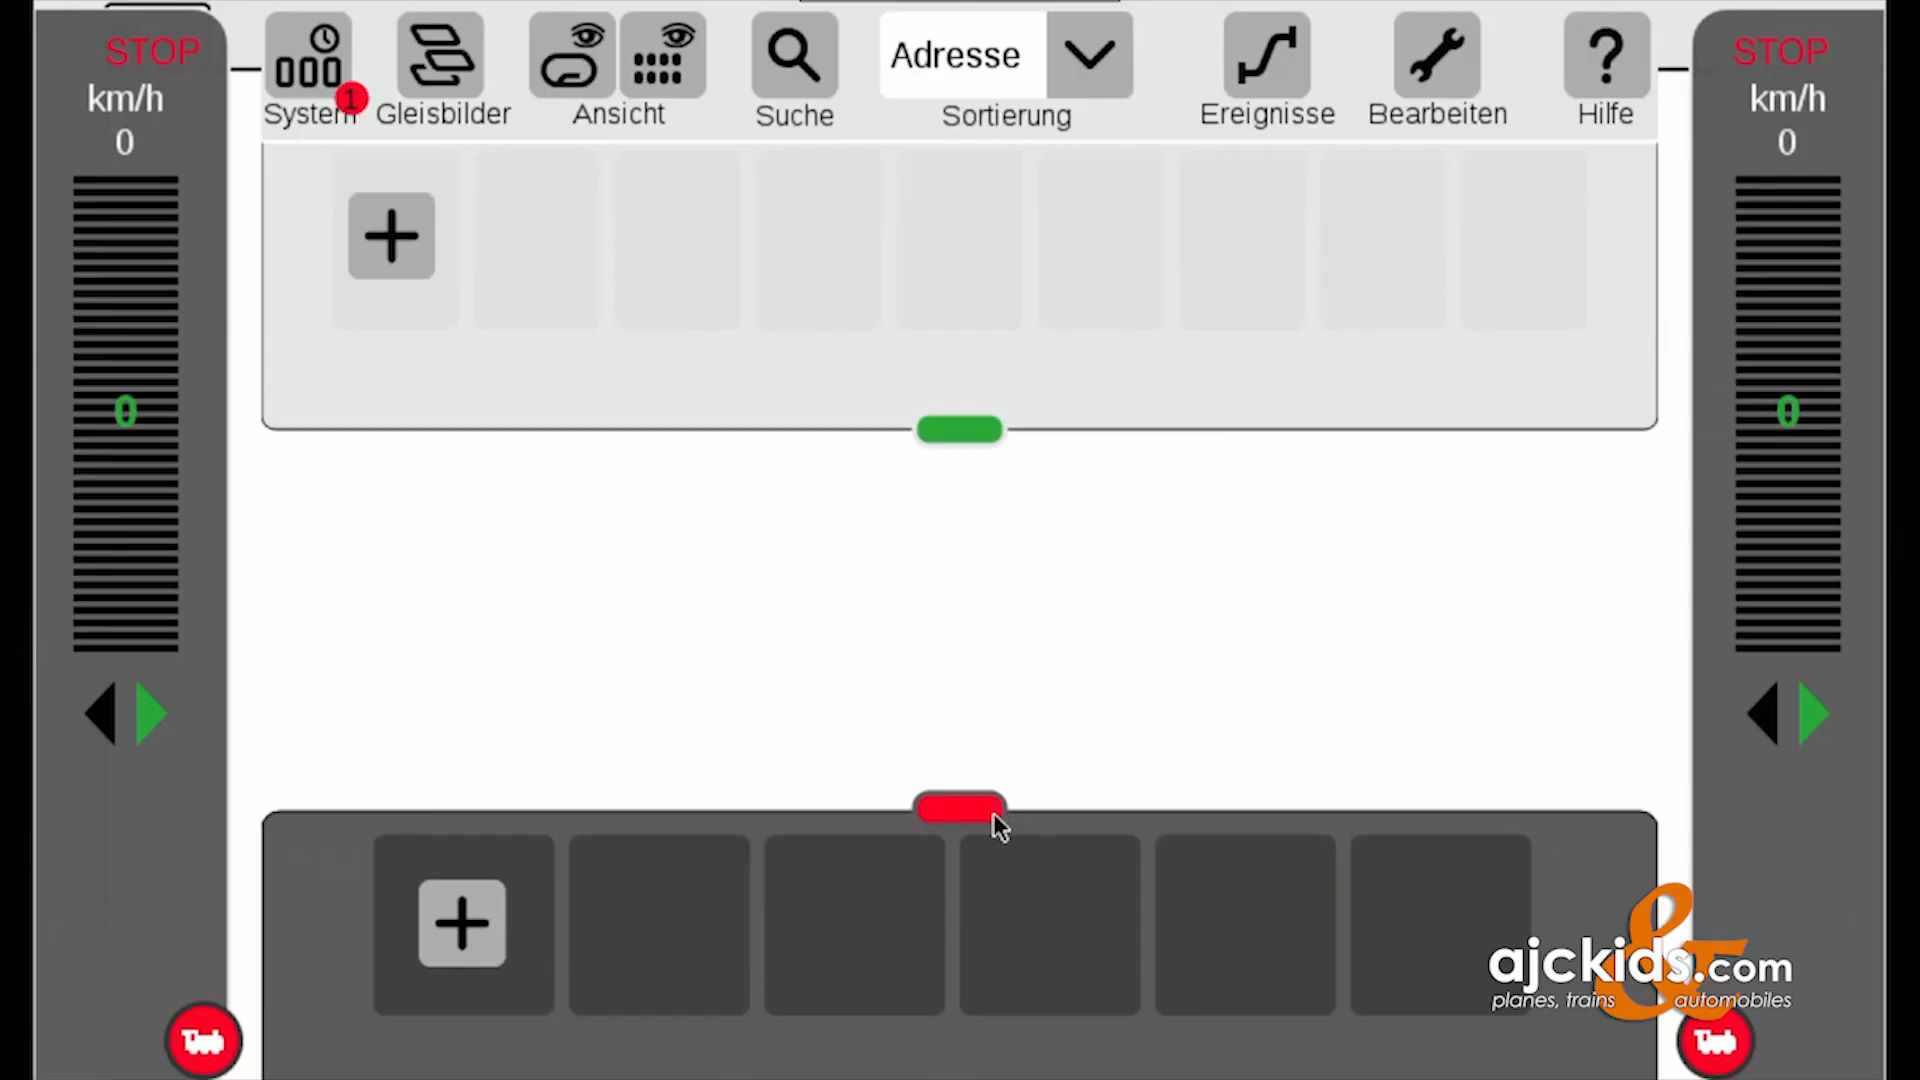 STOP
km/h
0
0
1
System
Gleisbilder
Ansicht
Suche
Adresse
Sortierung
Ereignisse
Bearbeiten
?
Hilfe
STOP
km/h
0
0
ajckids.com
planes, trains & automobiles